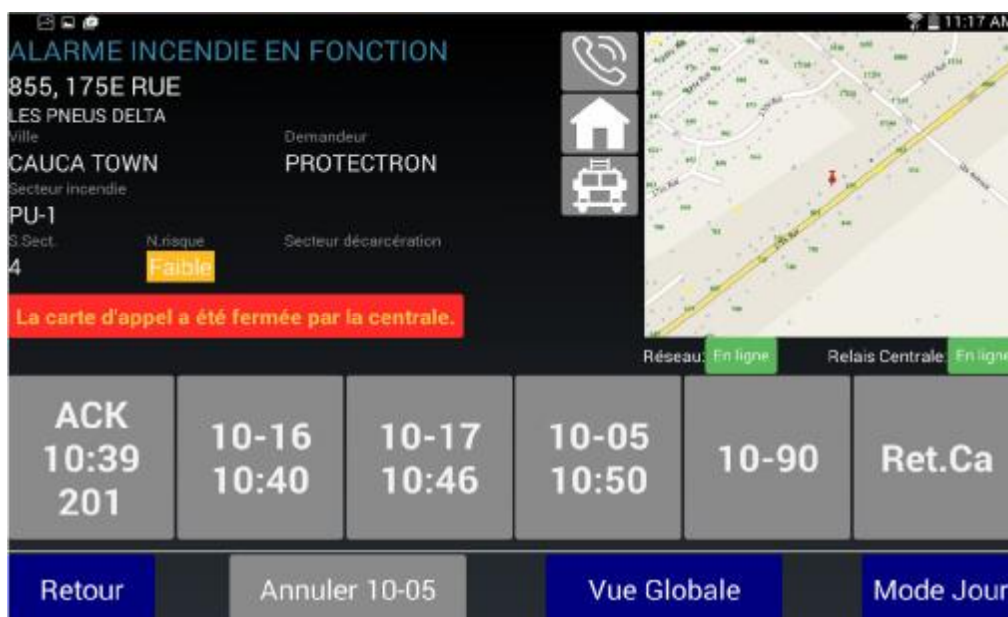 11:17 AM
ALARME INCENDIE EN FONCTION
855, 175E RUE
LES PNEUS DELTA
Ville Demandeur
CAUCA TOWN PROTECTRON
Secteur incendie
PU-1
S.Sect. N.risque Secteur décarcération
4 Faible
La carte d'appel a été fermée par la centrale.
Réseau: En ligne Relais Centrale: En ligne
ACK
10:39
201
10-16
10:40
10-17
10:46
10-05
10:50
10-90
Ret.Ca
Retour Annuler 10-05 Vue Globale Mode Jour